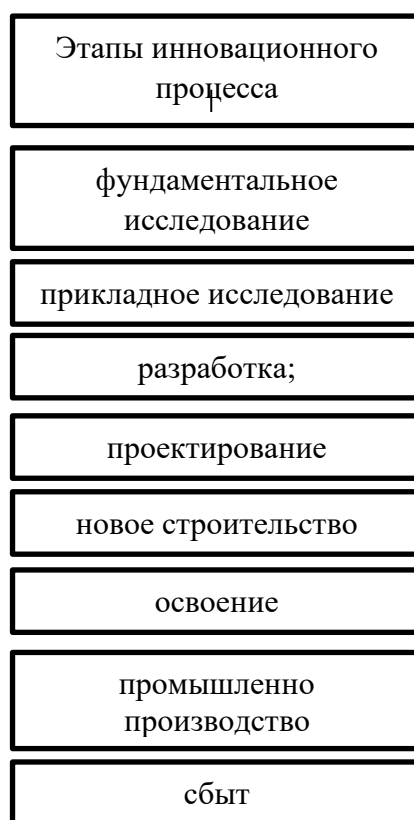 Этапы инновационного
процесса
фундаментальное
исследование
прикладное исследование
разработка;
проектирование
новое строительство
освоение
промышленно
производство
сбыт